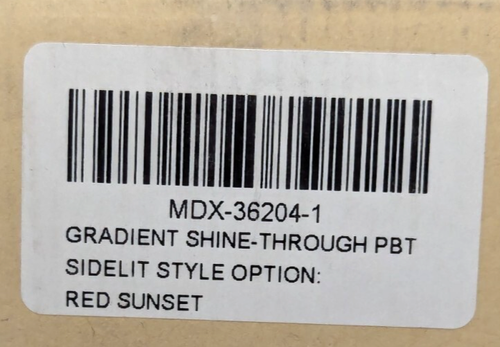 MDX-36204-1
GRADIENT SHINE-THROUGH PBT
SIDELIT STYLE OPTION:
RED SUNSET